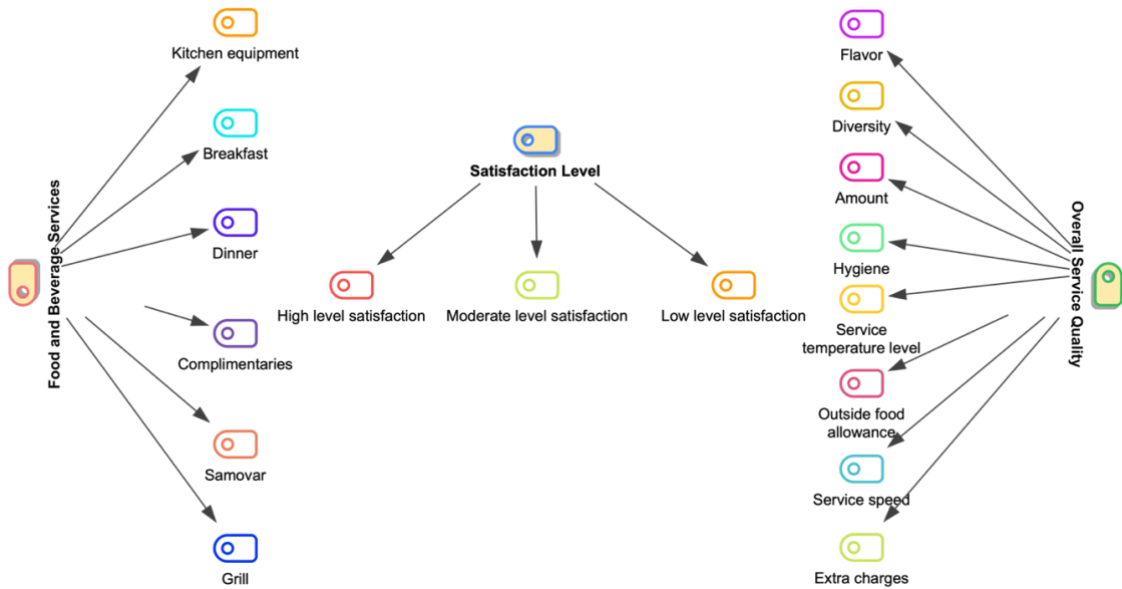 Kitchen equipment
Breakfast
Dinner
Complimentaries
Samovar
Grill
Food and Beverage Services
Satisfaction Level
High level satisfaction
Moderate level satisfaction
Low level satisfaction
Flavor
Diversity
Amount
Hygiene
Service
temperature level
Outside food
allowance
Service speed
Extra charges
Overall Service Quality